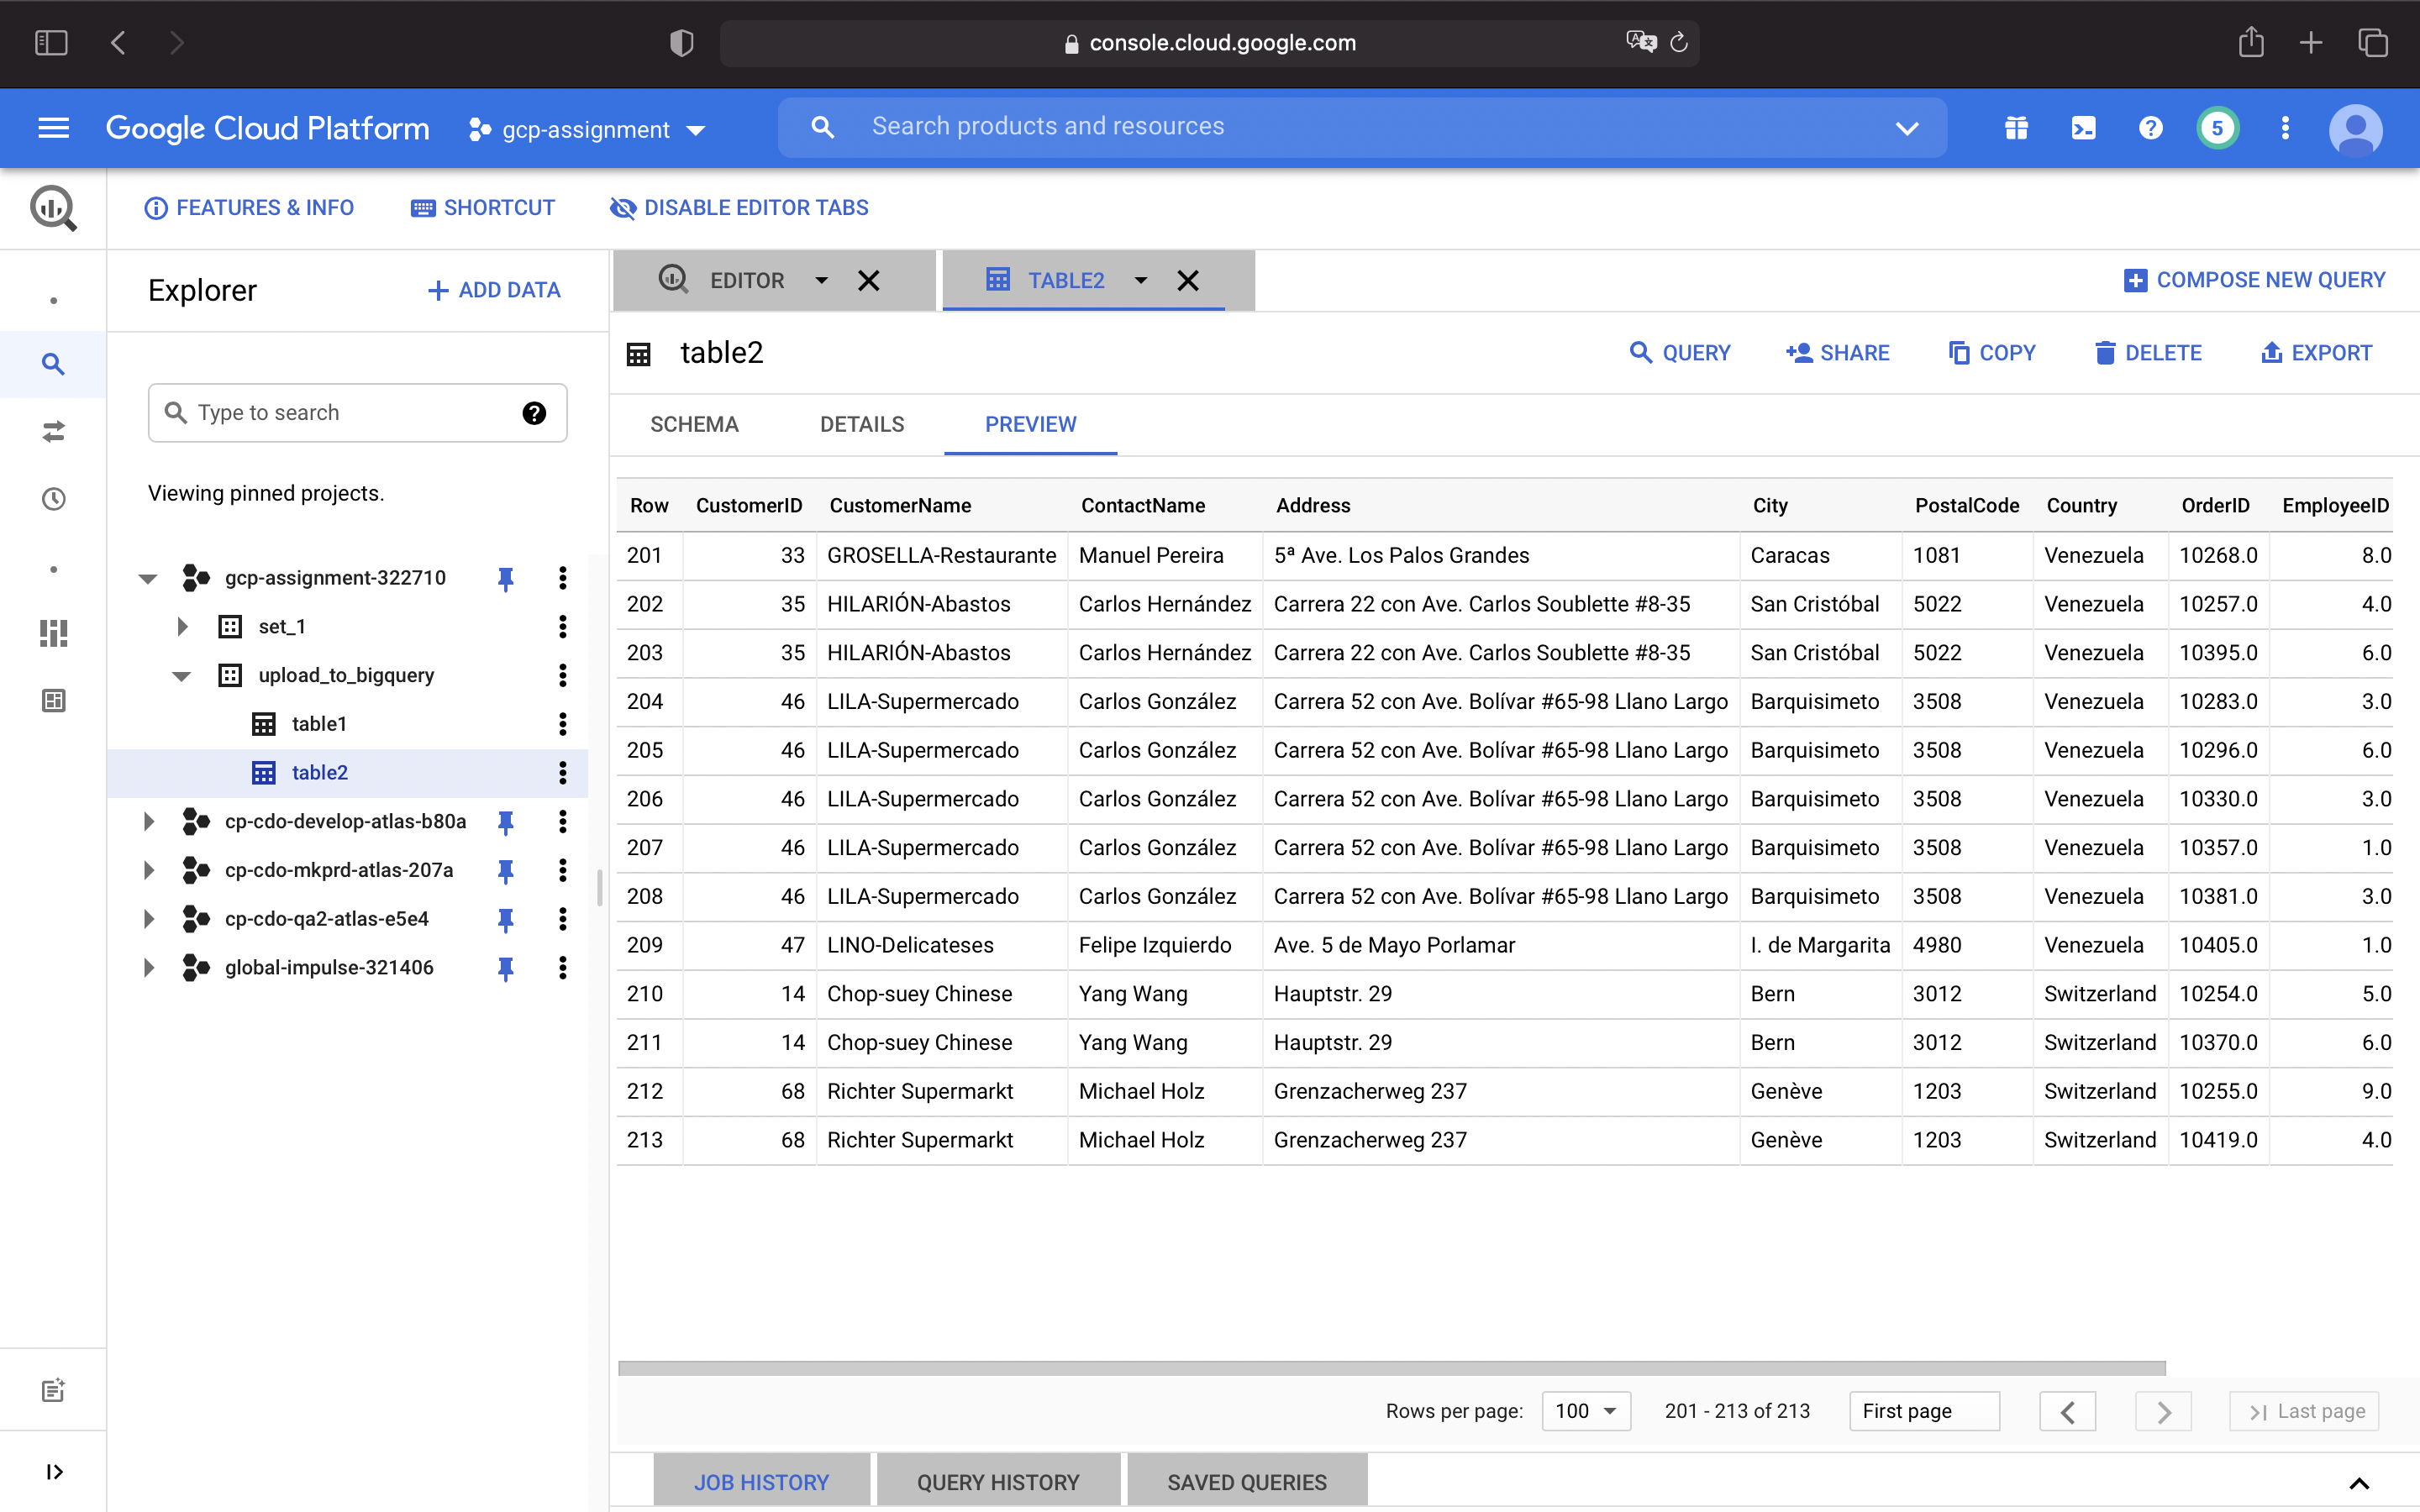 console.cloud.google.com
Google Cloud Platform gcp-assignment Search products and resources 5
FEATURES & INFO SHORTCUT DISABLE EDITOR TABS
Explorer ADD DATA
Type to search
Viewing pinned projects.
gcp-assignment-322710
set_1
upload_to_bigquery
table1
table2
cp-cdo-develop-atlas-b80a
cp-cdo-mkprd-atlas-207a
cp-cdo-qa2-atlas-e5e4
global-impulse-321406
EDITOR TABLE2 COMPOSE NEW QUERY
table2 QUERY SHARE COPY DELETE EXPORT
SCHEMA DETAILS PREVIEW
Row CustomerID CustomerName ContactName Address City PostalCode Country OrderID EmployeeID
201 33 GROSELLA-Restaurante Manuel Pereira 5ª Ave. Los Palos Grandes Caracas 1081 Venezuela 10268.0 8.0
202 35 HILARIÓN-Abastos Carlos Hernández Carrera 22 con Ave. Carlos Soublette #8-35 San Cristóbal 5022 Venezuela 10257.0 4.0
203 35 HILARIÓN-Abastos Carlos Hernández Carrera 22 con Ave. Carlos Soublette #8-35 San Cristóbal 5022 Venezuela 10395.0 6.0
204 46 LILA-Supermercado Carlos González Carrera 52 con Ave. Bolívar #65-98 Llano Largo Barquisimeto 3508 Venezuela 10283.0 3.0
205 46 LILA-Supermercado Carlos González Carrera 52 con Ave. Bolívar #65-98 Llano Largo Barquisimeto 3508 Venezuela 10296.0 6.0
206 46 LILA-Supermercado Carlos González Carrera 52 con Ave. Bolívar #65-98 Llano Largo Barquisimeto 3508 Venezuela 10330.0 3.0
207 46 LILA-Supermercado Carlos González Carrera 52 con Ave. Bolívar #65-98 Llano Largo Barquisimeto 3508 Venezuela 10357.0 1.0
208 46 LILA-Supermercado Carlos González Carrera 52 con Ave. Bolívar #65-98 Llano Largo Barquisimeto 3508 Venezuela 10381.0 3.0
209 47 LINO-Delicateses Felipe Izquierdo Ave. 5 de Mayo Porlamar I. de Margarita 4980 Venezuela 10405.0 1.0
210 14 Chop-suey Chinese Yang Wang Hauptstr. 29 Bern 3012 Switzerland 10254.0 5.0
211 14 Chop-suey Chinese Yang Wang Hauptstr. 29 Bern 3012 Switzerland 10370.0 6.0
212 68 Richter Supermarkt Michael Holz Grenzacherweg 237 Genève 1203 Switzerland 10255.0 9.0
213 68 Richter Supermarkt Michael Holz Grenzacherweg 237 Genève 1203 Switzerland 10419.0 4.0
Rows per page: 100 201 - 213 of 213 First page Last page
JOB HISTORY QUERY HISTORY SAVED QUERIES